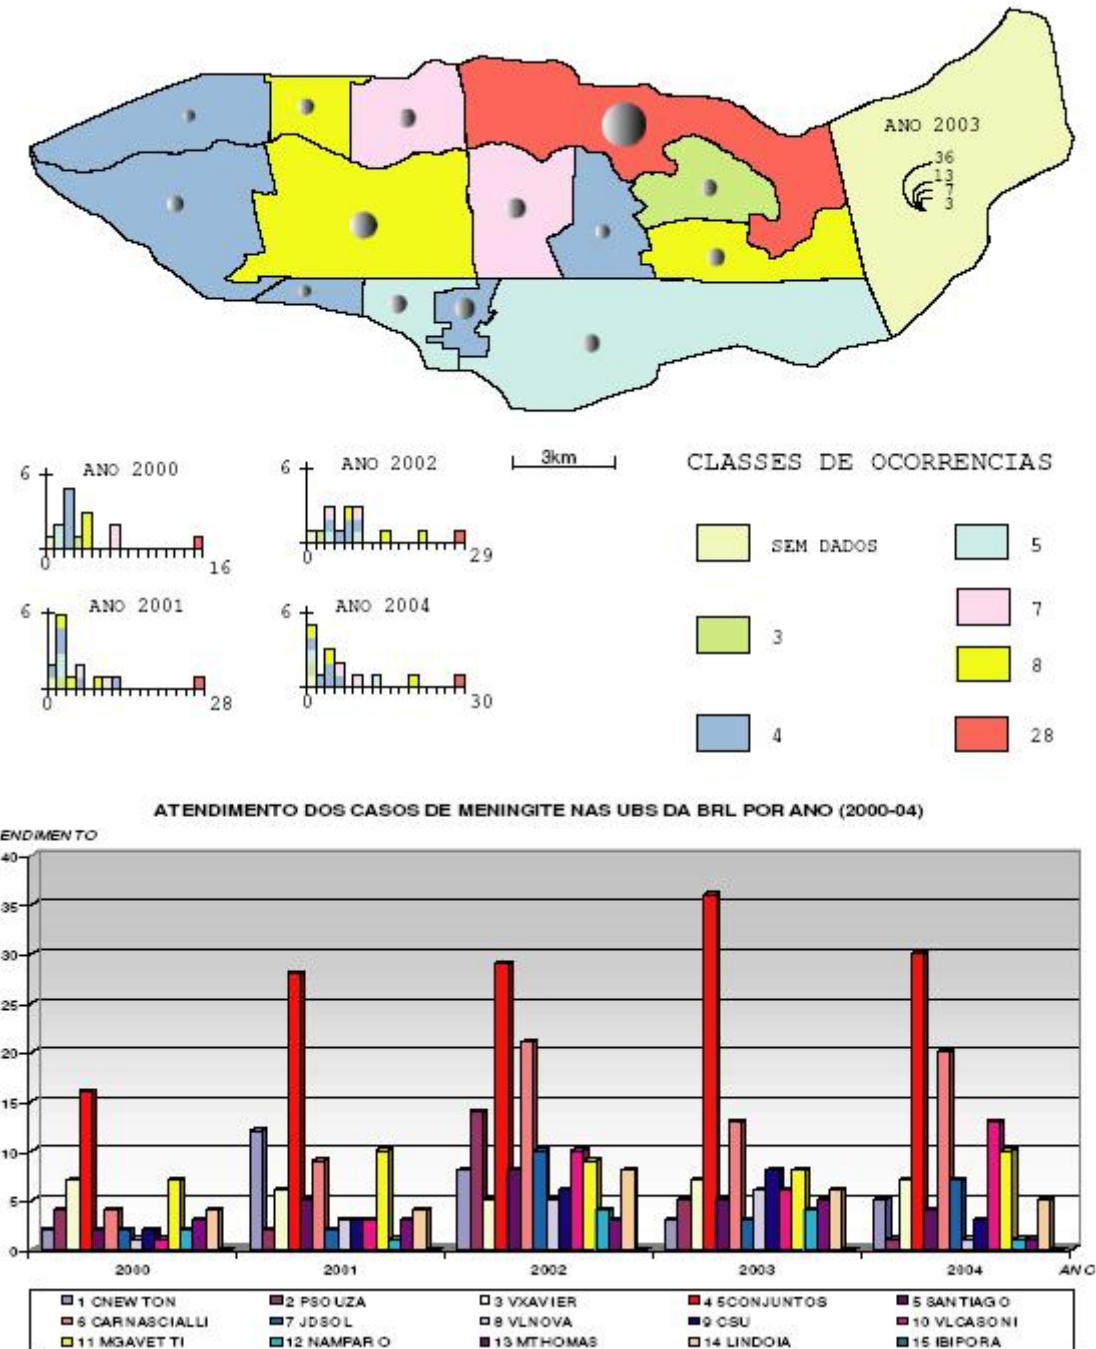 ANO 2003
36
13
7
3
6 ANO 2000
0 16
6 ANO 2002
0 29
3km
6 ANO 2001
0 28
6 ANO 2004
0 30
CLASSES DE OCORRENCIAS
SEM DADOS
3
4
5
7
8
28
ATENDIMENTO DOS CASOS DE MENINGITE NAS UBS DA BRL POR ANO (2000-04)
ENDIMENTO
40
35
30
25
20
15
10
5
0
2000 2001 2002 2003 2004 ANO
1 CNEWTON 2 PSOUZA 3 VXAVIER 4 5CONJUNTOS 5 SANTIAGO
6 CARNASCIALLI 7 JDSOL 8 VLNOVA 9 CSU 10 VLCASONI
11 MGAVETTI 12 NAMPARO 13 MTHOMAS 14 LINDOIA 15 IBIPORA